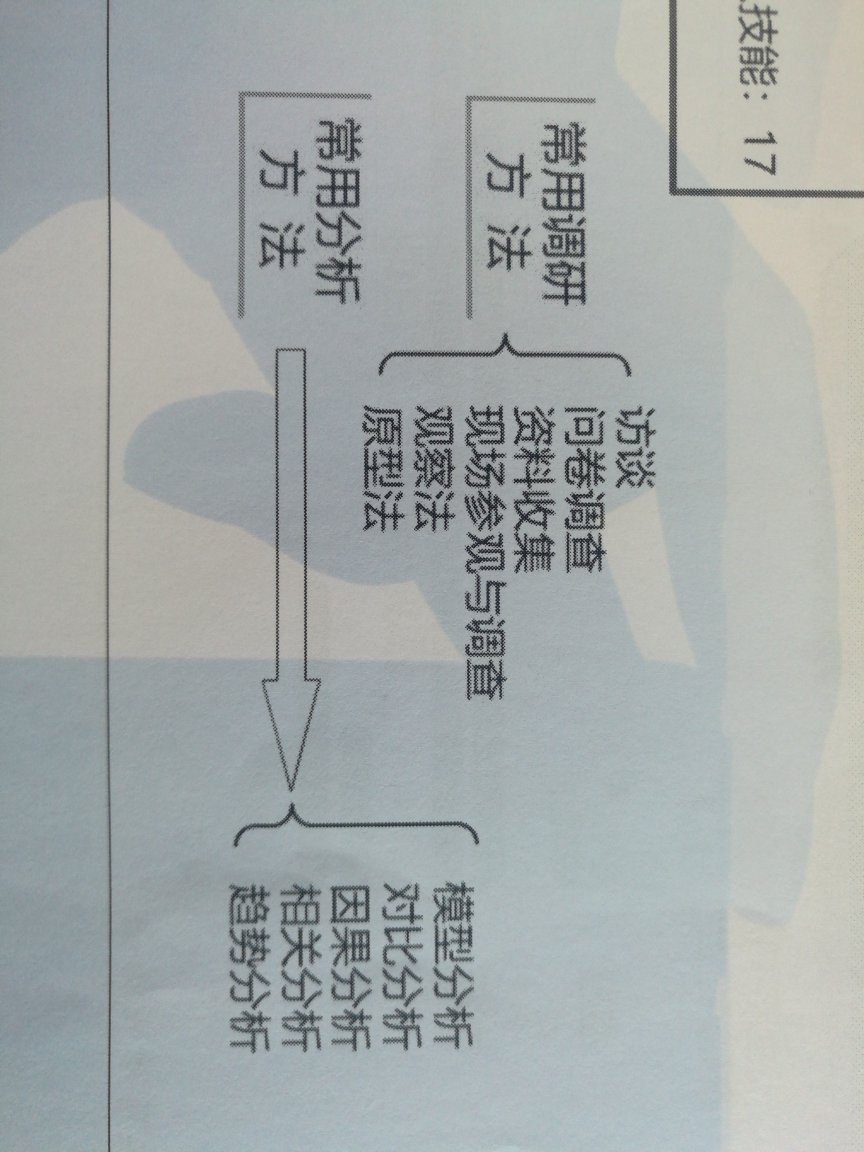 技能：17
常用调研
方 法
访谈
问卷调查
资料收集
现场参观与调查
观察法
原型法
常用分析
方 法
模型分析
对比分析
因果分析
相关分析
趋势分析